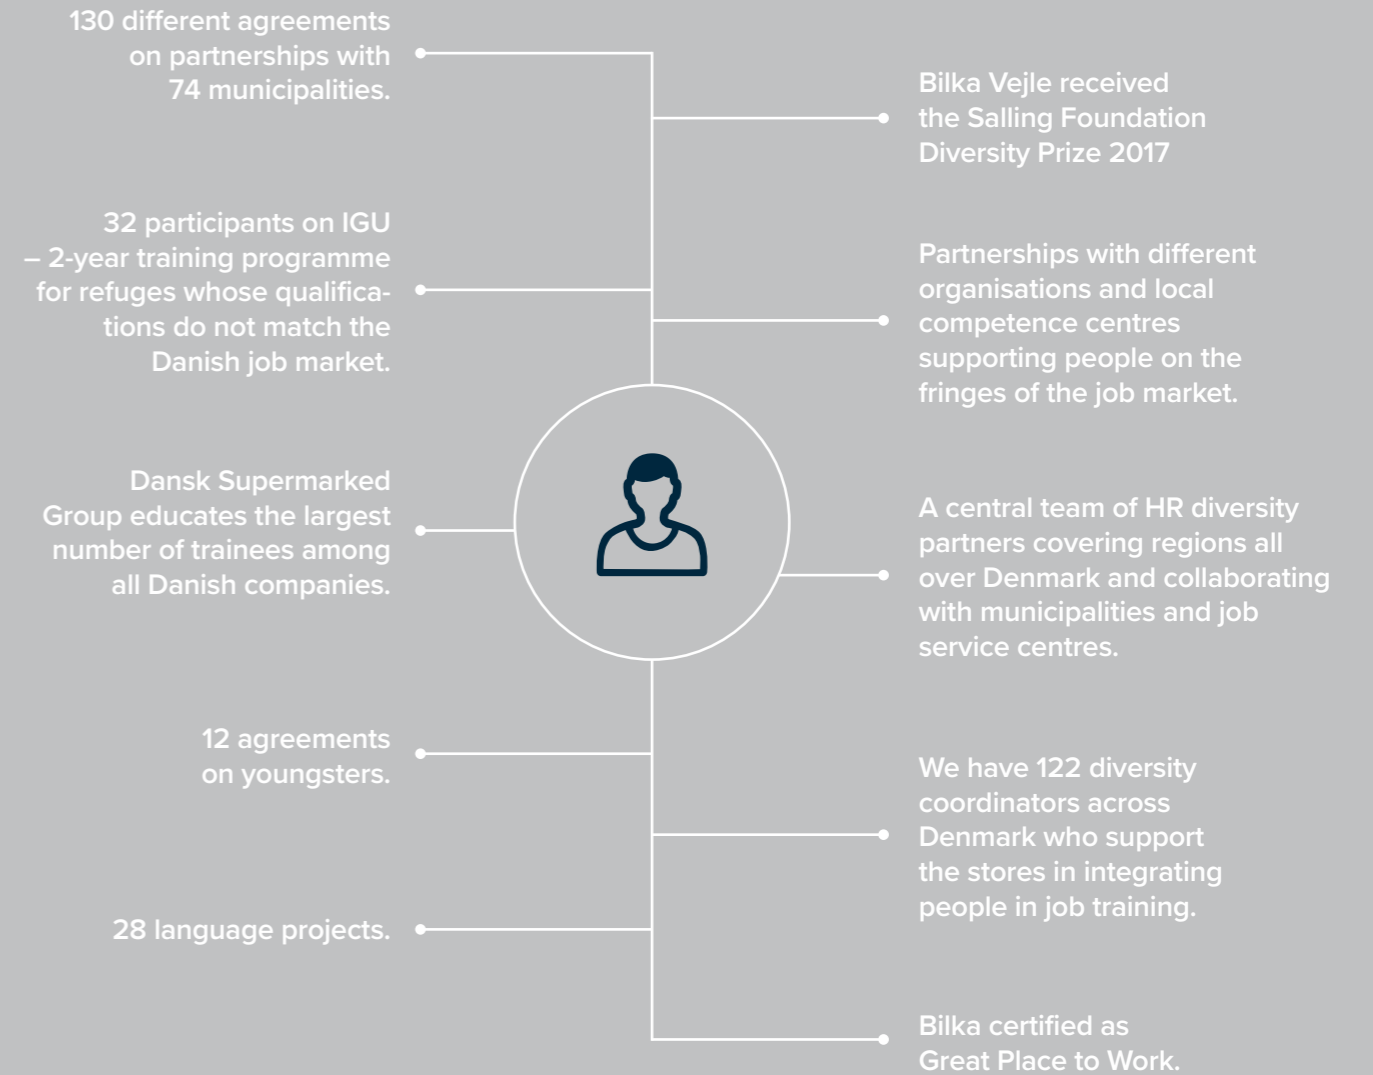 130 different agreements
on partnerships with
74 municipalities.
32 participants on IGU
– 2-year training programme
for refuges whose qualifica-
tions do not match the
Danish job market.
Dansk Supermarked
Group educates the largest
number of trainees among
all Danish companies.
12 agreements
on youngsters.
28 language projects.
Bilka Vejle received
the Salling Foundation
Diversity Prize 2017
Partnerships with different
organisations and local
competence centres
supporting people on the
fringes of the job market.
A central team of HR diversity
partners covering regions all
over Denmark and collaborating
with municipalities and job
service centres.
We have 122 diversity
coordinators across
Denmark who support
the stores in integrating
people in job training.
Bilka certified as
Great Place to Work.